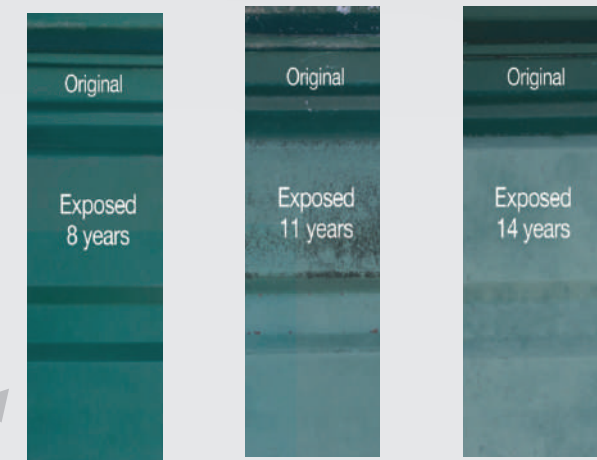 Original
Exposed
8 years
Original
Exposed
11 years
Original
Exposed
14 years